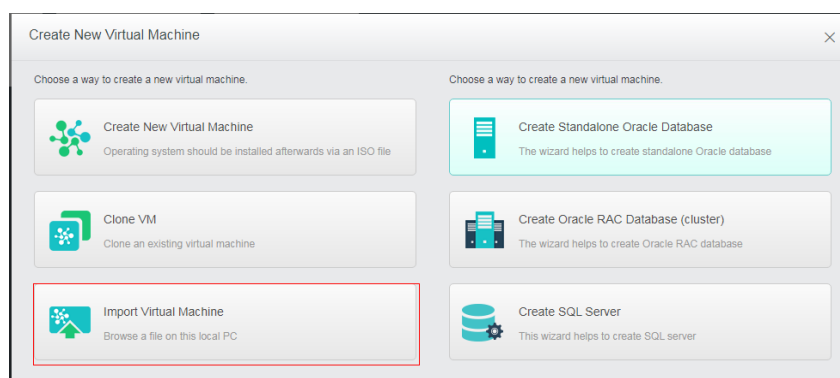 Create New Virtual Machine
Choose a way to create a new virtual machine.
Create New Virtual Machine
Operating system should be installed afterwards via an ISO file
Clone VM
Clone an existing virtual machine
Import Virtual Machine
Browse a file on this local PC
Choose a way to create a new virtual machine.
Create Standalone Oracle Database
The wizard helps to create standalone Oracle database
Create Oracle RAC Database (cluster)
The wizard helps to create Oracle RAC database
Create SQL Server
This wizard helps to create SQL server